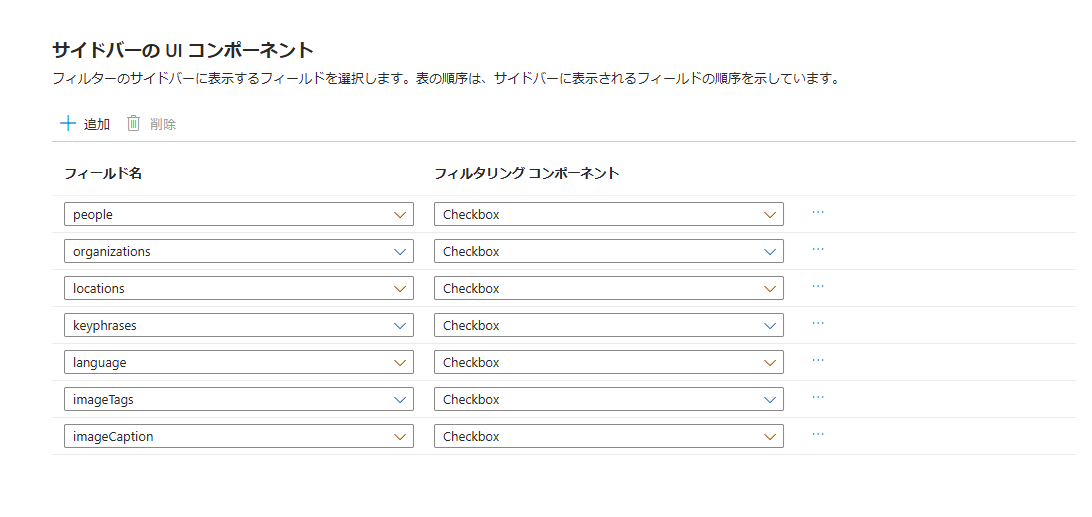 サイドバーの UI コンポーネント
フィルターのサイドバーに表示するフィールドを選択します。表の順序は、サイドバーに表示されるフィールドの順序を示しています。
追加 削除
フィールド名 フィルタリング コンポーネント
people Checkbox ···
organizations Checkbox ···
locations Checkbox ···
keyphrases Checkbox ···
language Checkbox ···
imageTags Checkbox ···
imageCaption Checkbox ···